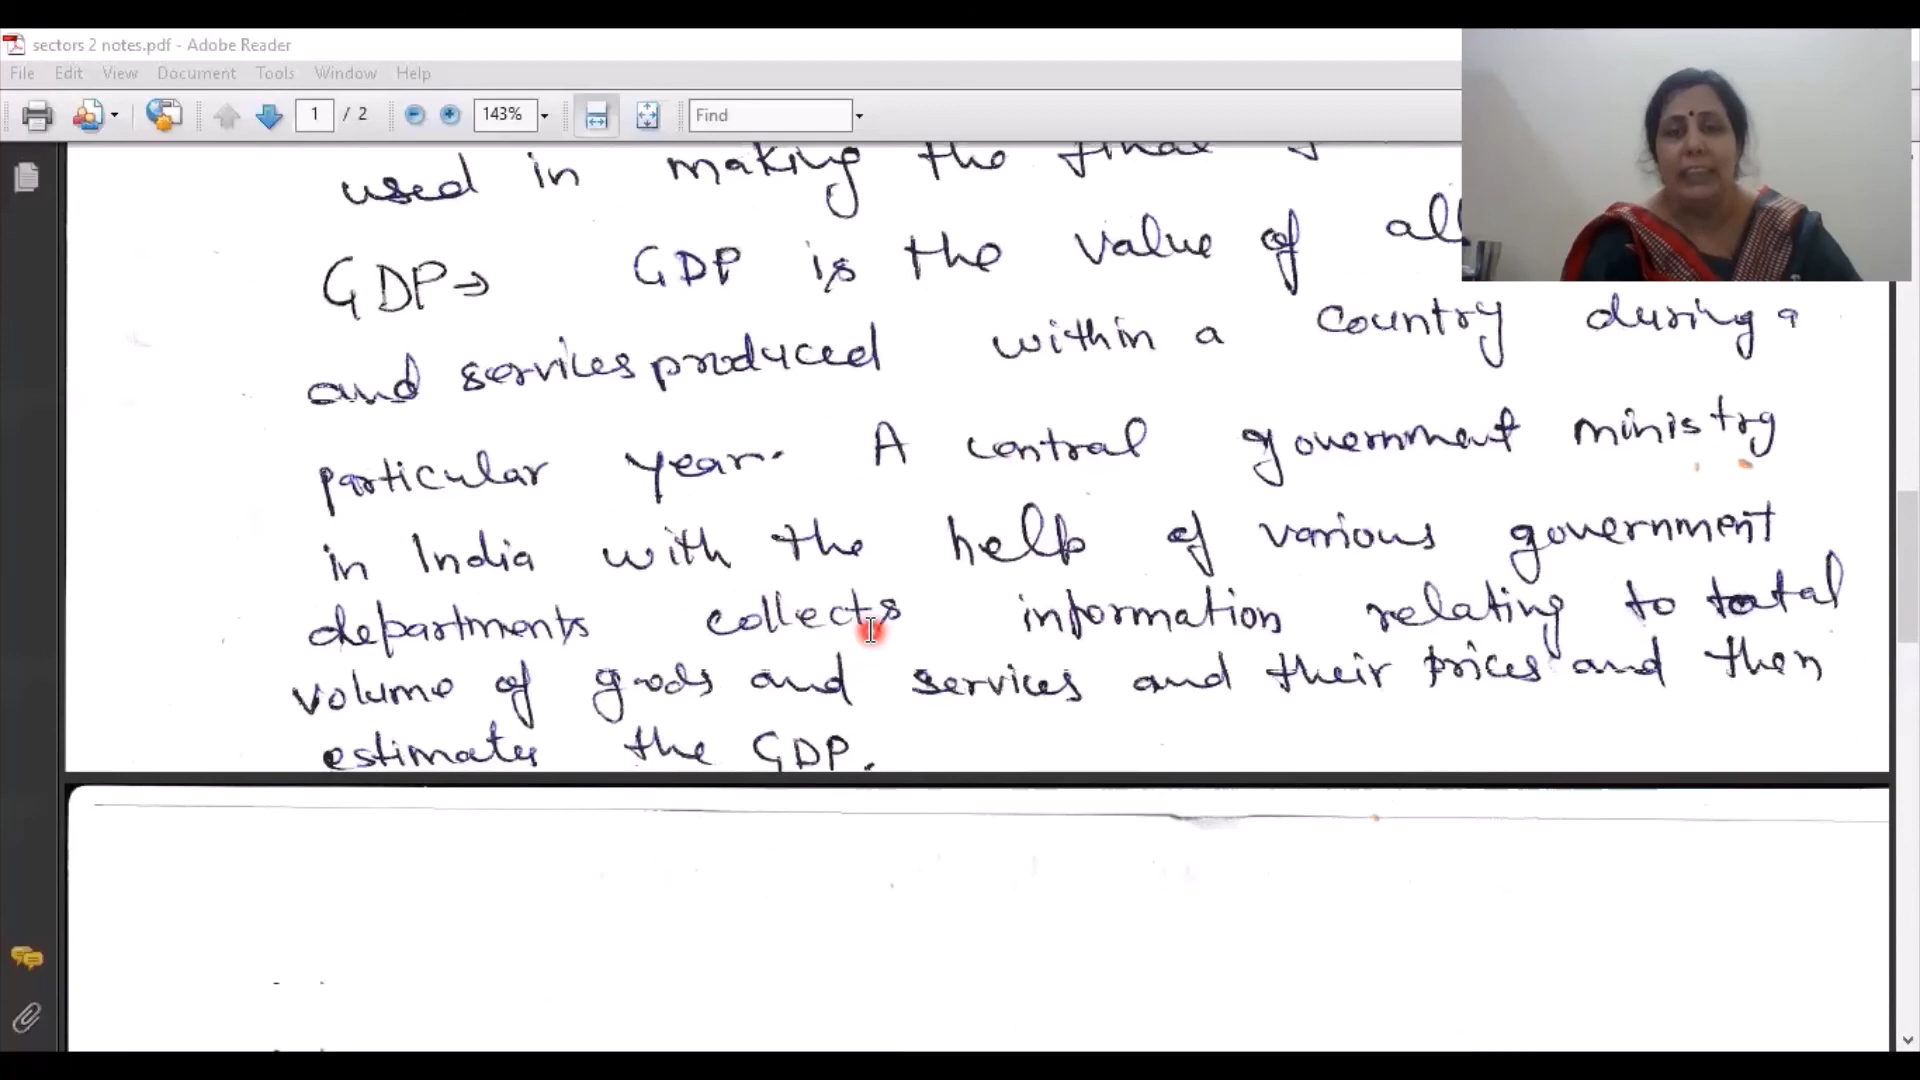 sectors 2 notes.pdf - Adobe Reader
File Edit View Document Tools Window Help
1 / 2 143% Find
used in making the final
GDP→ GDP is the value of all
and services produced within a country during a
particular year. A central government ministry
in India with the help of various government
departments collects information relating to total
volume of goods and services and their prices and then
estimates the GDP.